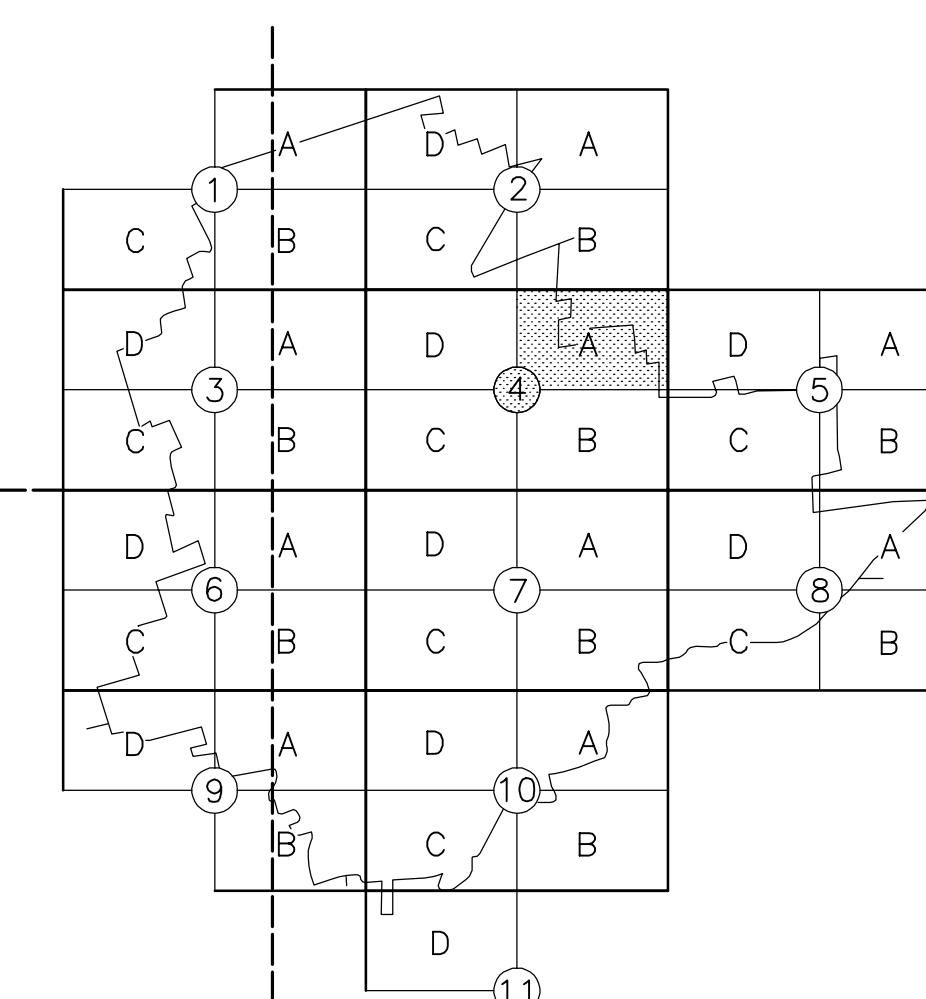 A D A
1 2
C B C B
D A D A D A
3 4 5
C B C B C B
D A D A D A
6 7 8
C B C B C B
D A D A
9 10
B C B
D
11